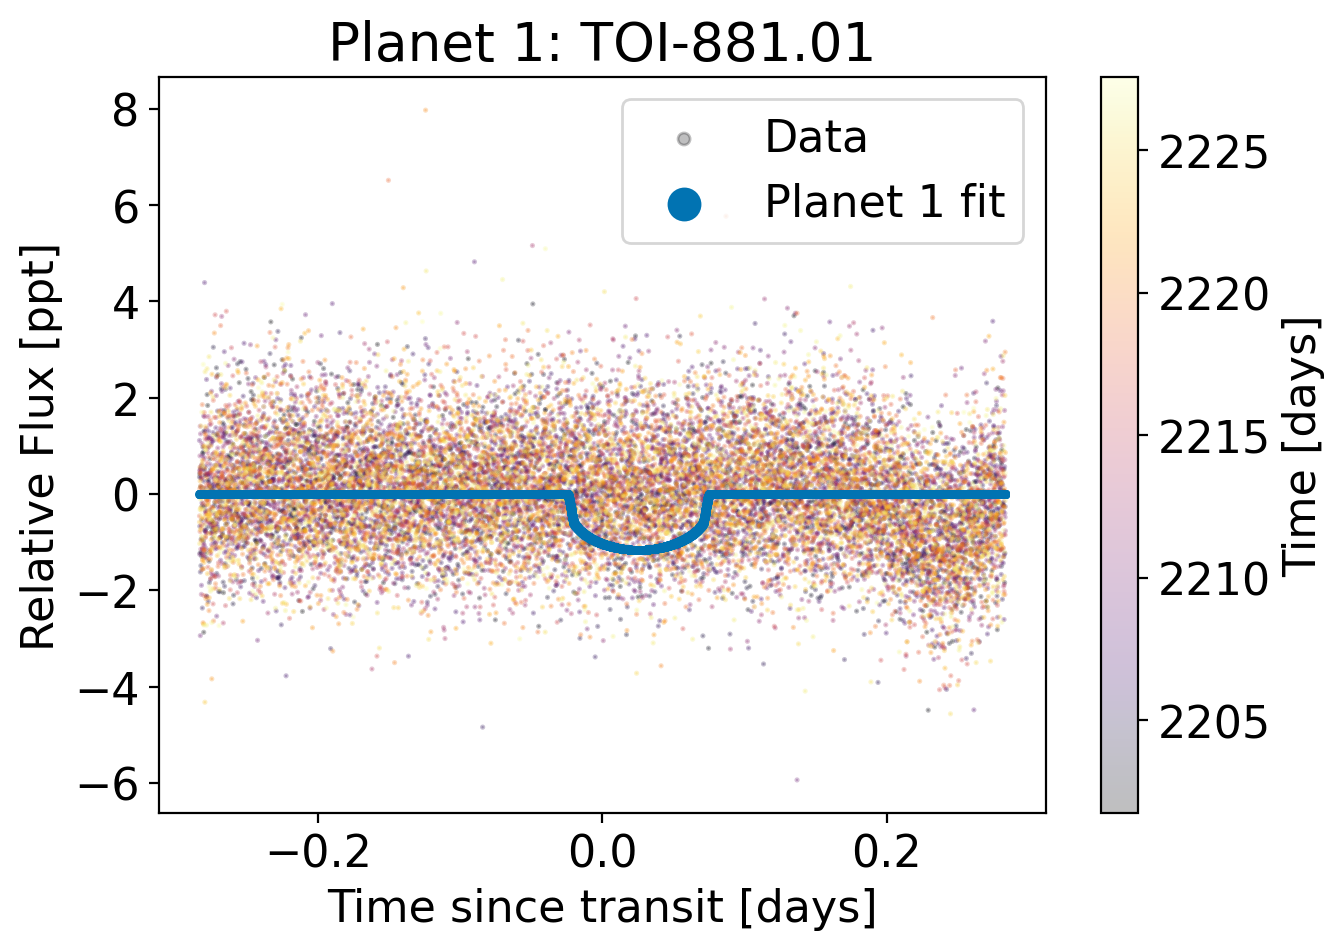 Planet 1: TOI-881.01
Data
Planet 1 fit
Relative Flux [ppt]
8
6
4
2
0
−2
−4
−6
−0.2
0.0
0.2
Time since transit [days]
2225
2220
2215
2210
2205
Time [days]